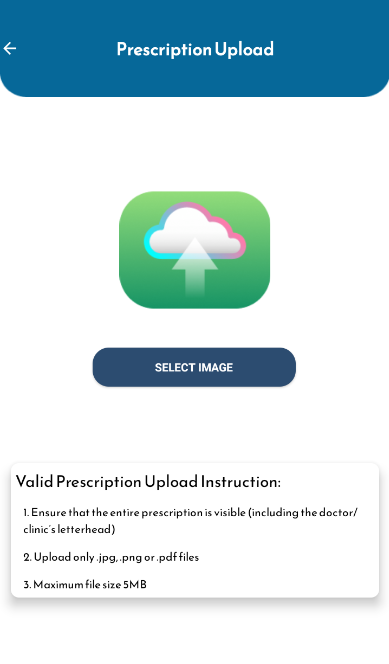 Prescription Upload
SELECT IMAGE
Valid Prescription Upload Instruction:
1. Ensure that the entire prescription is visible (including the doctor/
clinic's letterhead)
2. Upload only .jpg, .png or .pdf files
3. Maximum file size 5MB